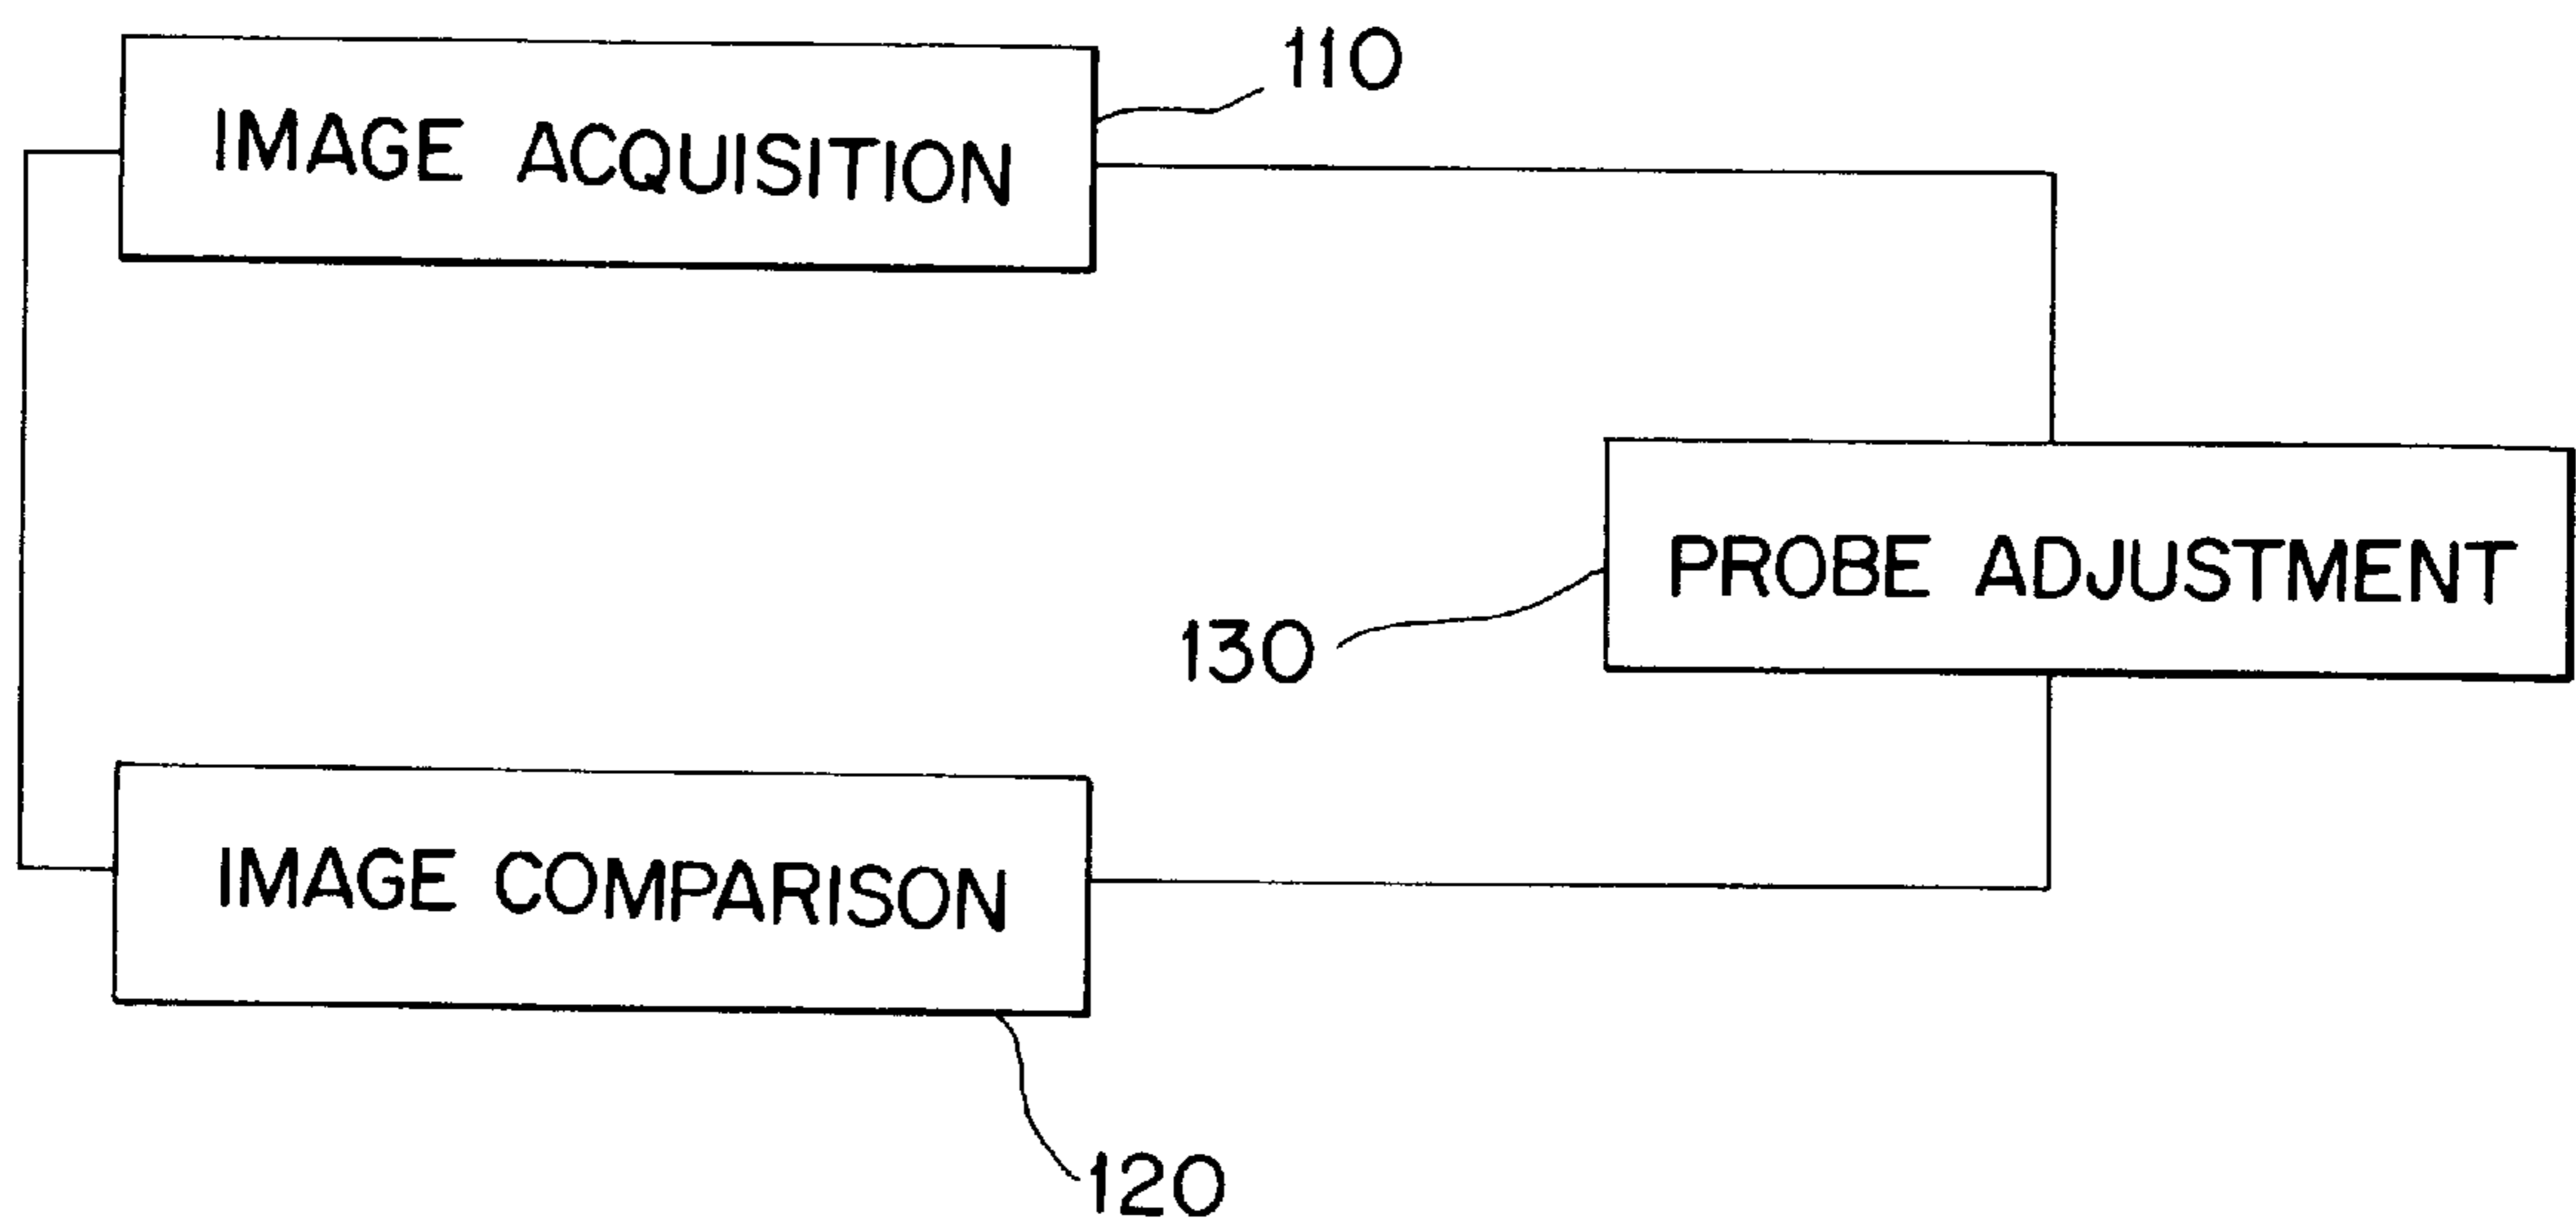 110
IMAGE ACQUISITION
PROBE ADJUSTMENT
130
IMAGE COMPARISON
120